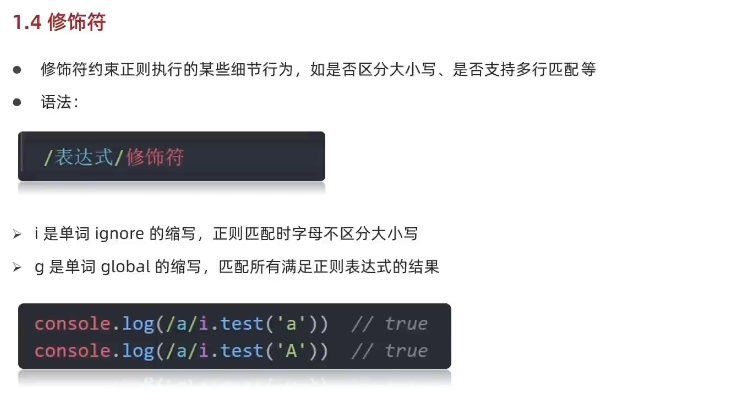 1.4 修饰符
● 修饰符约束正则执行的某些细节行为，如是否区分大小写、是否支持多行匹配等
● 语法：
/表达式/修饰符
➢ i 是单词 ignore 的缩写，正则匹配时字母不区分大小写
➢ g 是单词 global 的缩写，匹配所有满足正则表达式的结果
console.log(/a/i.test('a')) // true
console.log(/a/i.test('A')) // true